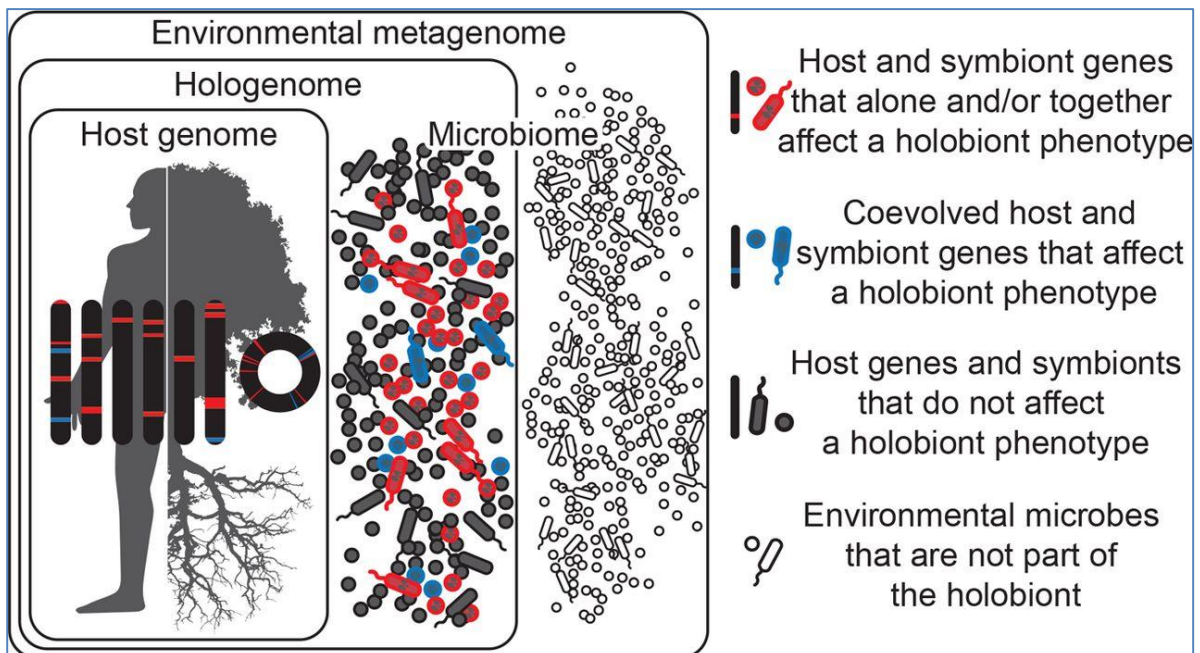 Environmental metagenome
Hologenome
Host genome
Microbiome
Host and symbiont genes
that alone and/or together
affect a holobiont phenotype
Coevolved host and
symbiont genes that affect
a holobiont phenotype
Host genes and symbionts
that do not affect
a holobiont phenotype
Environmental microbes
that are not part of
the holobiont